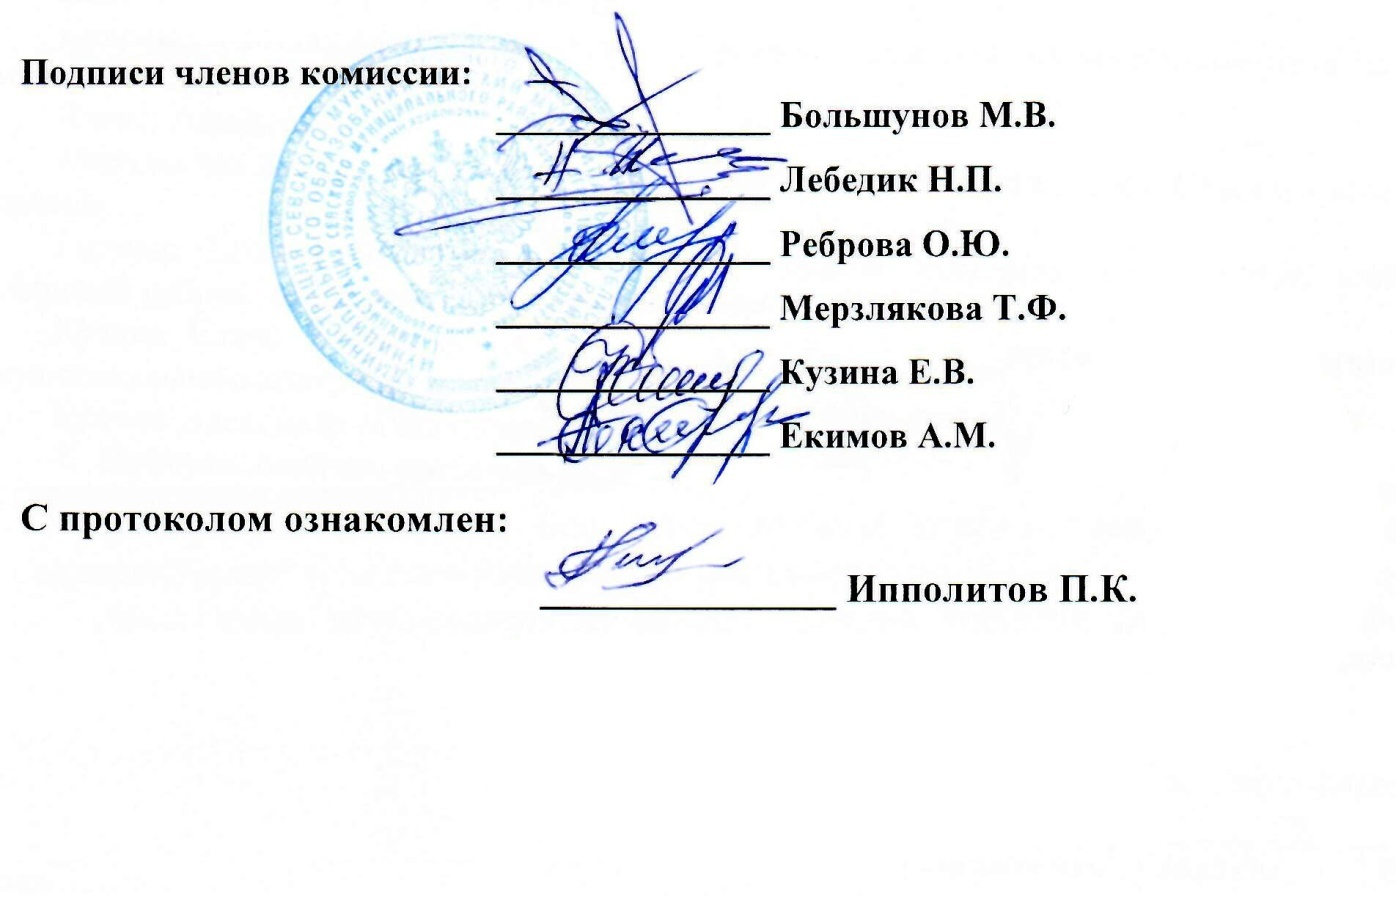 Подписи членов комиссии:
Большунов М.В.
Лебедик Н.П.
Реброва О.Ю.
Мерзлякова Т.Ф.
Кузина Е.В.
Екимов А.М.
С протоколом ознакомлен:
Ипполитов П.К.